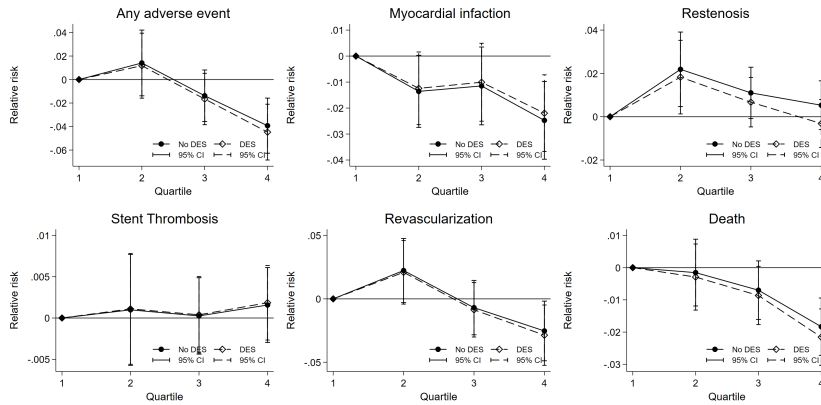 Any adverse event
.04
.02
0
-.02
-.04
-.06
Relative risk
No DES
DES
95% CI
95% CI
1
2
3
4
Quartile
Myocardial infaction
.01
0
-.01
-.02
-.03
-.04
Relative risk
No DES
DES
95% CI
95% CI
1
2
3
4
Quartile
Restenosis
.04
.02
0
-.02
Relative risk
No DES
DES
95% CI
95% CI
1
2
3
4
Quartile
Stent Thrombosis
.01
.005
0
-.005
Relative risk
No DES
DES
95% CI
95% CI
1
2
3
4
Quartile
Revascularization
.05
0
-.05
Relative risk
No DES
DES
95% CI
95% CI
1
2
3
4
Quartile
Death
.01
0
-.01
-.02
-.03
Relative risk
No DES
DES
95% CI
95% CI
1
2
3
4
Quartile